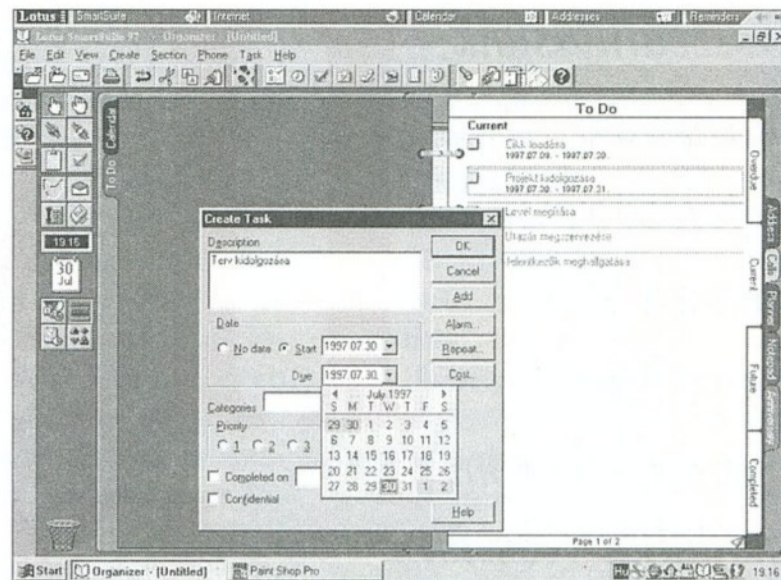 Lotus SmartSuite Internet Calendar Addresses Reminders
Lotus SmartSuite 97 - Organizer - [Untitled]
File Edit View Create Section Phone Task Help
To Do
Current
Cikk leadása
1997.07.09. - 1997.07.30.
Projekt kidolgozása
1997.07.30. - 1997.07.31.
Levél megírása
Utazás megszervezése
Jelentkezők meghallgatása
Page 1 of 2
Calendar
To Do
Overdue
Current
Future
Completed
Address
Calls
Planner
Notepad
Anniversary
19.16
30
Jul
Create Task
Description
Terv kidolgozása
OK
Cancel
Add
Alarm...
Repeat...
Cost...
Help
Date
No date Start 1997.07.30
Due 1997.07.30.
Categories
Priority
1 2 3
Completed on
Confidential
July 1997
S M T W T F S
29 30 1 2 3 4 5
6 7 8 9 10 11 12
13 14 15 16 17 18 19
20 21 22 23 24 25 26
27 28 29 30 31 1 2
Start Organizer - [Untitled] Paint Shop Pro Hu 19.16